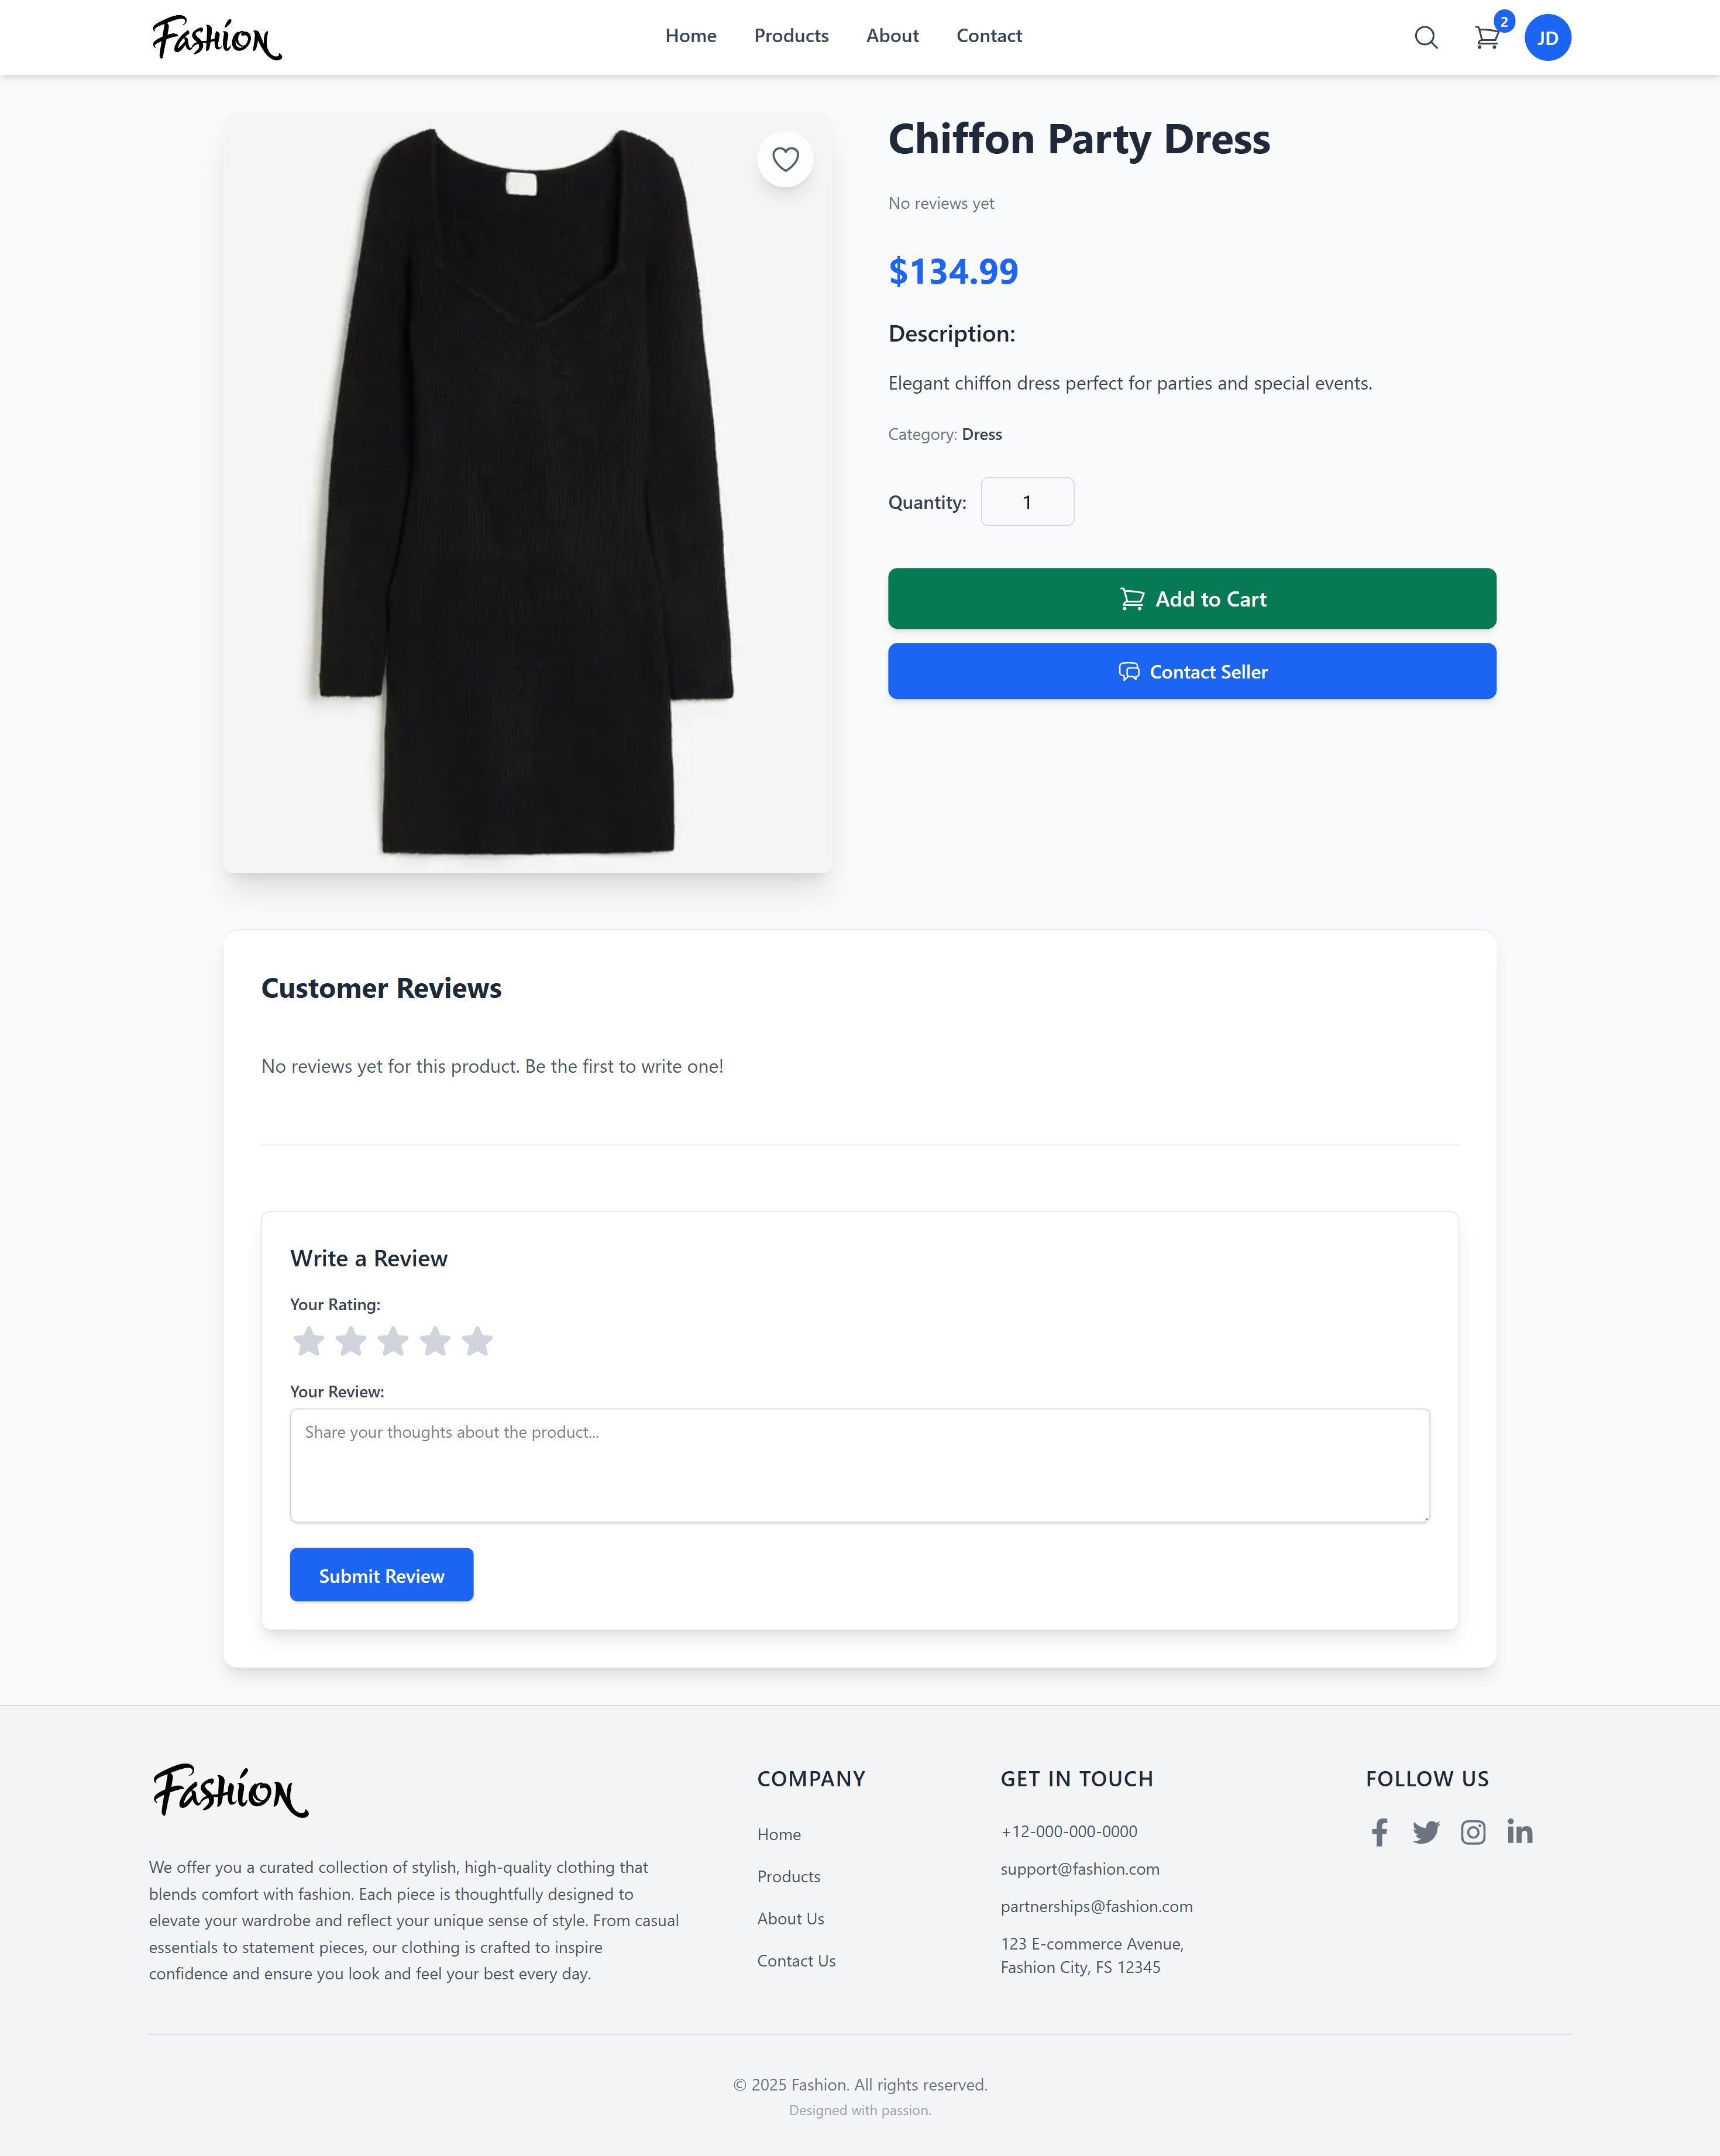 Fashion
Home
Products
About
Contact
2
JD
Chiffon Party Dress
No reviews yet
$134.99
Description:
Elegant chiffon dress perfect for parties and special events.
Category: Dress
Quantity: 1
Add to Cart
Contact Seller
Customer Reviews
No reviews yet for this product. Be the first to write one!
Write a Review
Your Rating:
Your Review:
Share your thoughts about the product...
Submit Review
Fashion
We offer you a curated collection of stylish, high-quality clothing that
blends comfort with fashion. Each piece is thoughtfully designed to
elevate your wardrobe and reflect your unique sense of style. From casual
essentials to statement pieces, our clothing is crafted to inspire
confidence and ensure you look and feel your best every day.
COMPANY
Home
Products
About Us
Contact Us
GET IN TOUCH
+12-000-000-0000
support@fashion.com
partnerships@fashion.com
123 E-commerce Avenue,
Fashion City, FS 12345
FOLLOW US
© 2025 Fashion. All rights reserved.
Designed with passion.